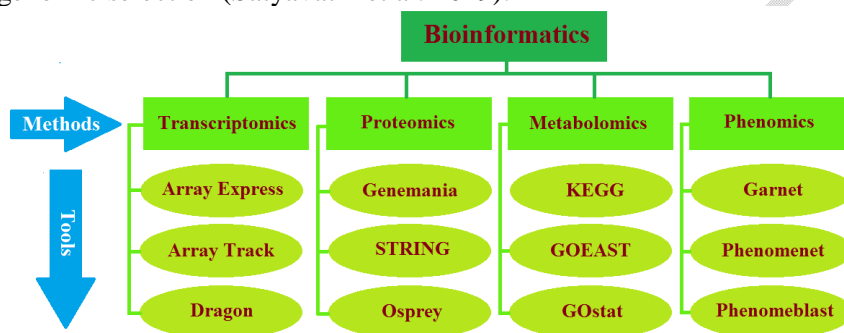 Bioinformatics
Methods Transcriptomics Proteomics Metabolomics Phenomics
Tools
Array Express Genemania KEGG Garnet
Array Track STRING GOEAST Phenomenet
Dragon Osprey GOstat Phenomeblast